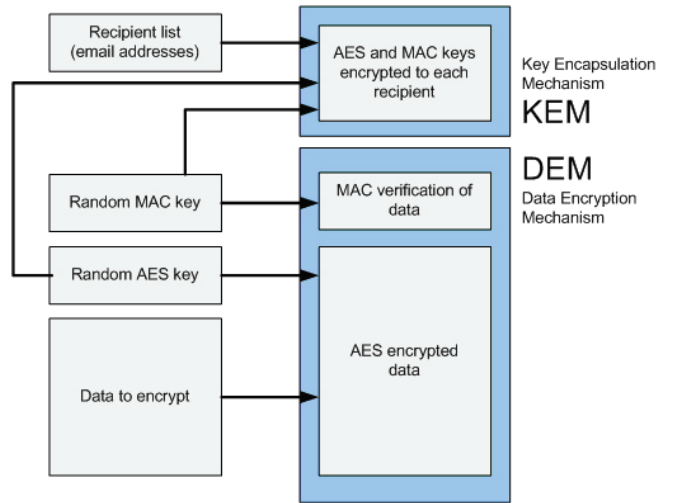 Recipient list
(email addresses)
AES and MAC keys
encrypted to each
recipient
Key Encapsulation
Mechanism
KEM
DEM
Data Encryption
Mechanism
Random MAC key
MAC verification of
data
Random AES key
Data to encrypt
AES encrypted
data